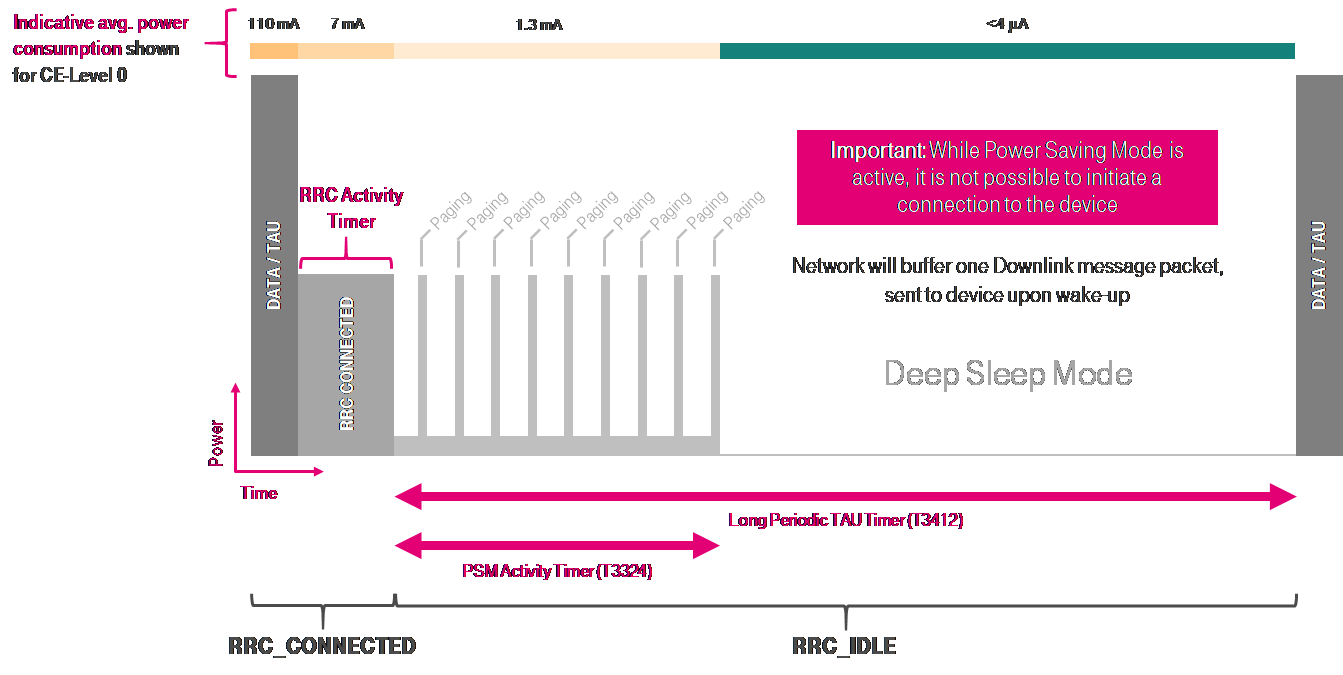 Indicative avg. power
consumption shown
for CE-Level 0
110 mA
7 mA
1.3 mA
<4 µA
DATA / TAU
RRC Activity
Timer
RRC CONNECTED
Paging
Paging
Paging
Paging
Paging
Paging
Paging
Paging
Paging
Important: While Power Saving Mode is
active, it is not possible to initiate a
connection to the device
Network will buffer one Downlink message packet,
sent to device upon wake-up
Deep Sleep Mode
DATA / TAU
Power
Time
Long Periodic TAU Timer (T3412)
PSM Activity Timer (T3324)
RRC_CONNECTED
RRC_IDLE